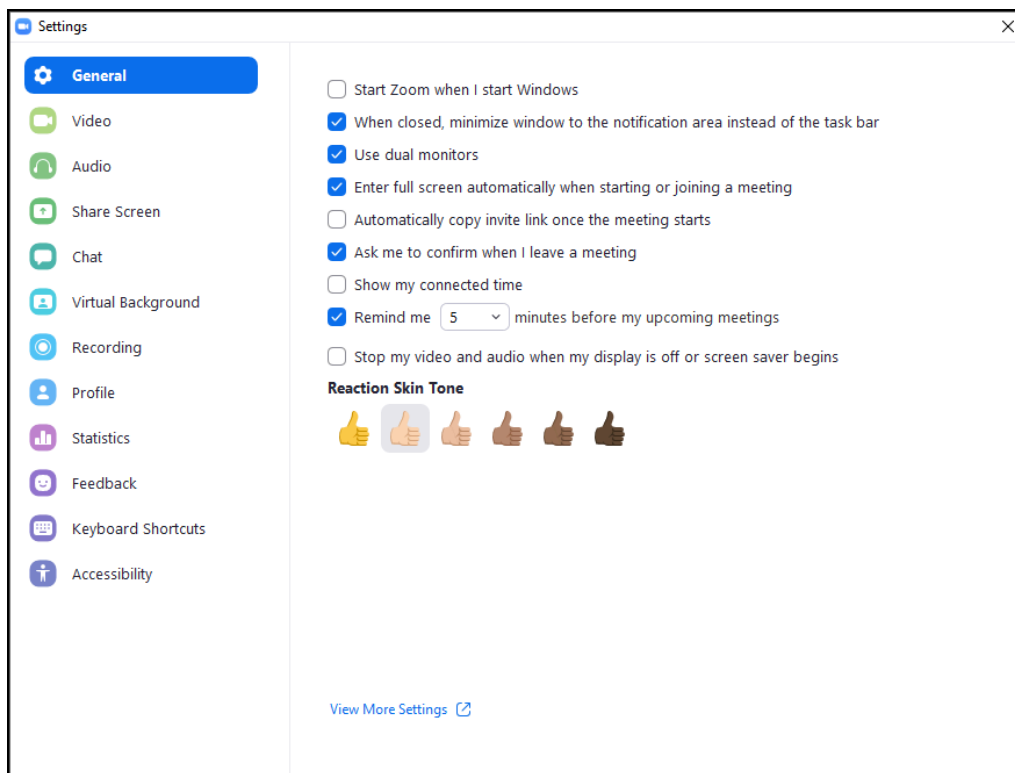 Settings
General
Video
Audio
Share Screen
Chat
Virtual Background
Recording
Profile
Statistics
Feedback
Keyboard Shortcuts
Accessibility
Start Zoom when I start Windows
When closed, minimize window to the notification area instead of the task bar
Use dual monitors
Enter full screen automatically when starting or joining a meeting
Automatically copy invite link once the meeting starts
Ask me to confirm when I leave a meeting
Show my connected time
Remind me 5 minutes before my upcoming meetings
Stop my video and audio when my display is off or screen saver begins
Reaction Skin Tone
View More Settings